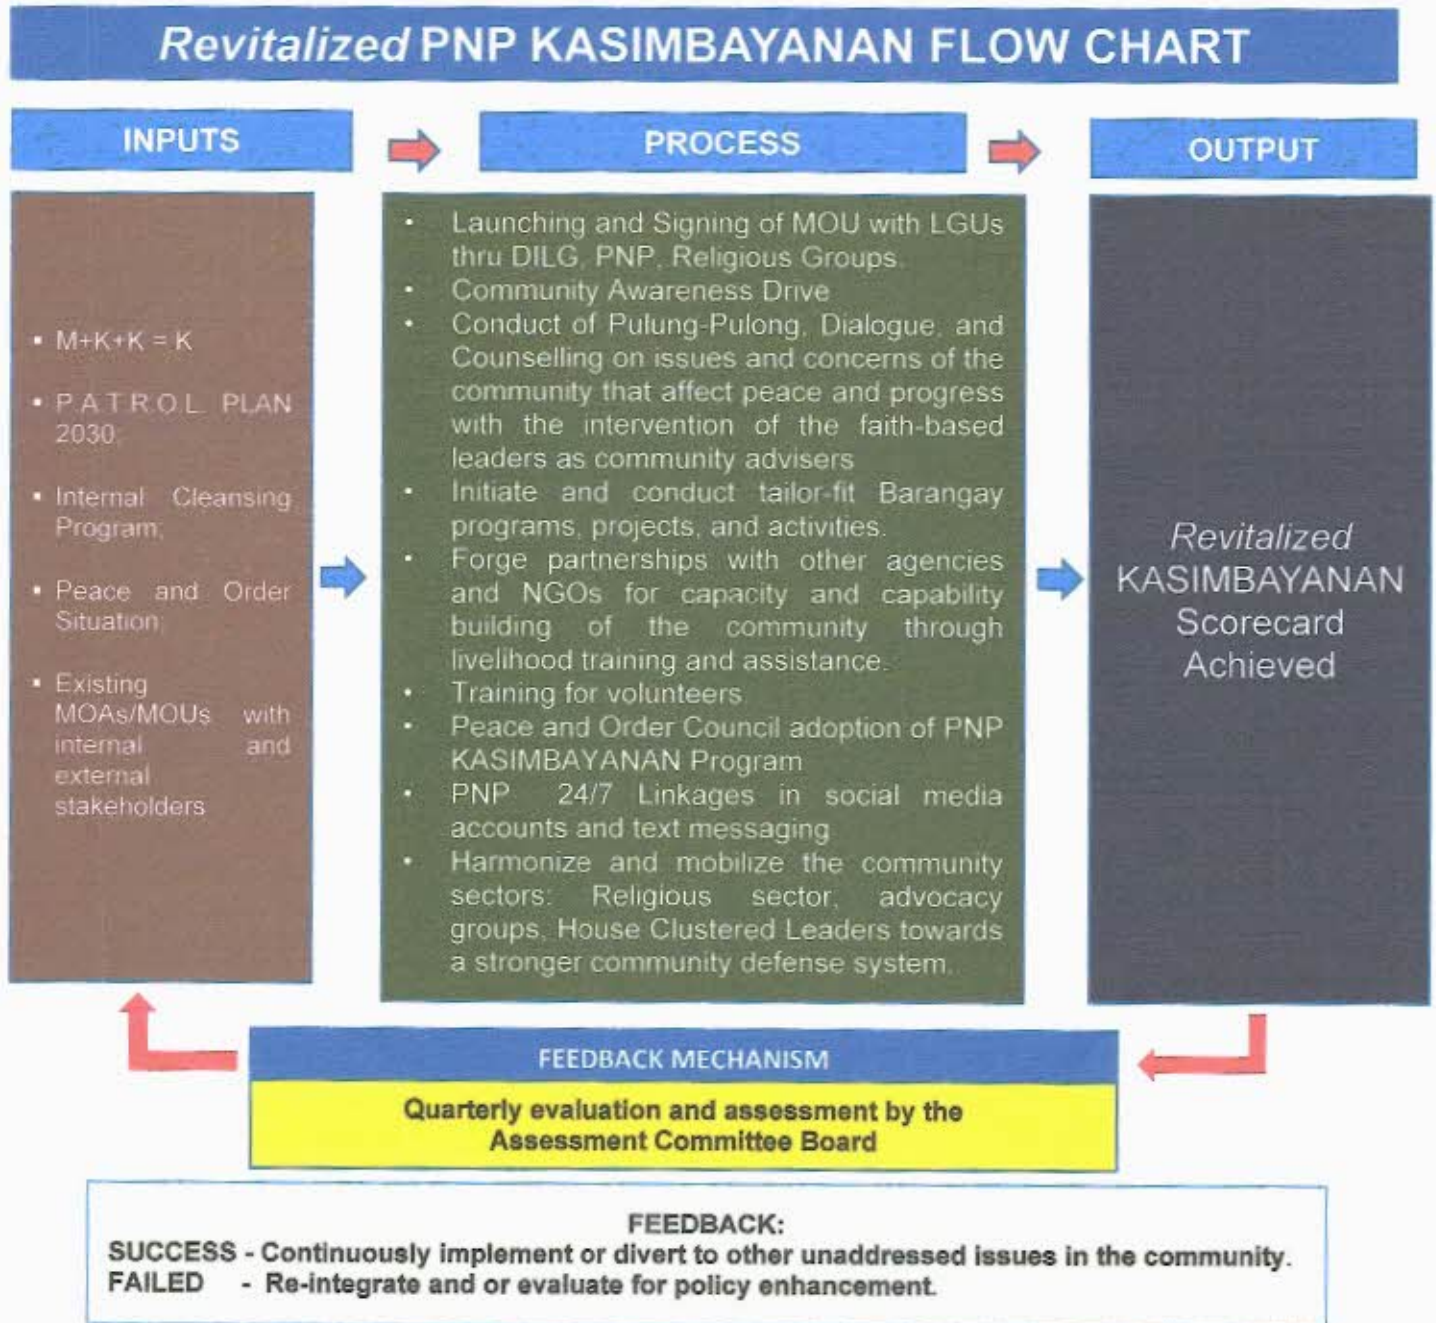 Revitalized PNP KASIMBAYANAN FLOW CHART
INPUTS
PROCESS
OUTPUT
▪ M+K+K = K
▪ P.A.T.R.O.L. PLAN
2030;
▪ Internal Cleansing
Program;
▪ Peace and Order
Situation;
▪ Existing
MOAs/MOUs with
internal and
external
stakeholders
• Launching and Signing of MOU with LGUs
thru DILG, PNP, Religious Groups.
• Community Awareness Drive
• Conduct of Pulung-Pulong, Dialogue, and
Counselling on issues and concerns of the
community that affect peace and progress
with the intervention of the faith-based
leaders as community advisers
• Initiate and conduct tailor-fit Barangay
programs, projects, and activities.
• Forge partnerships with other agencies
and NGOs for capacity and capability
building of the community through
livelihood training and assistance.
• Training for volunteers
• Peace and Order Council adoption of PNP
KASIMBAYANAN Program
• PNP 24/7 Linkages in social media
accounts and text messaging
• Harmonize and mobilize the community
sectors: Religious sector, advocacy
groups, House Clustered Leaders towards
a stronger community defense system.
Revitalized
KASIMBAYANAN
Scorecard
Achieved
FEEDBACK MECHANISM
Quarterly evaluation and assessment by the
Assessment Committee Board
FEEDBACK:
SUCCESS - Continuously implement or divert to other unaddressed issues in the community.
FAILED - Re-integrate and or evaluate for policy enhancement.